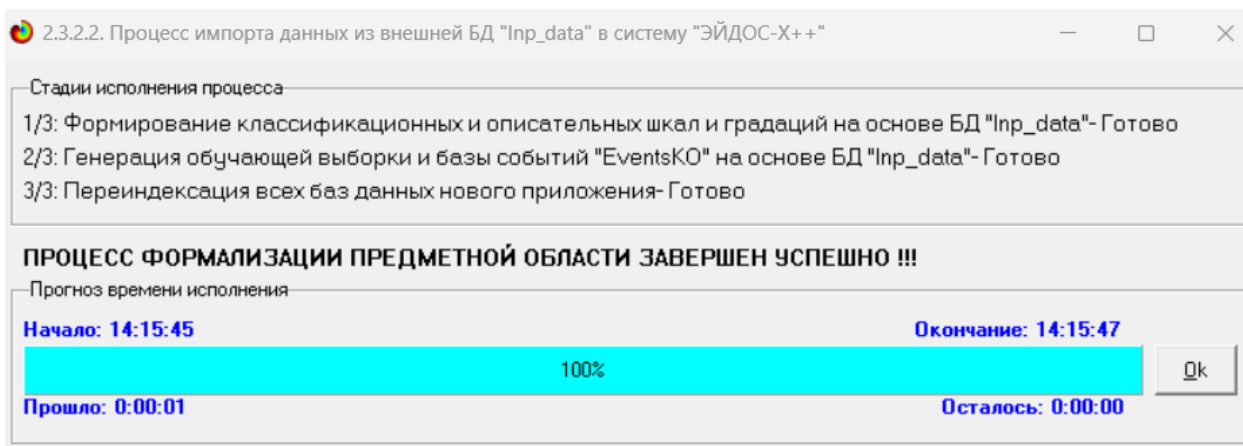 2.3.2.2. Процесс импорта данных из внешней БД "Inp_data" в систему "ЭЙДОС-X++"
Стадии исполнения процесса
1/3: Формирование классификационных и описательных шкал и градаций на основе БД "Inp_data"- Готово
2/3: Генерация обучающей выборки и базы событий "EventsKO" на основе БД "Inp_data"- Готово
3/3: Переиндексация всех баз данных нового приложения- Готово
ПРОЦЕСС ФОРМАЛИЗАЦИИ ПРЕДМЕТНОЙ ОБЛАСТИ ЗАВЕРШЕН УСПЕШНО !!!
Прогноз времени исполнения
Начало: 14:15:45 Окончание: 14:15:47
100% Ok
Прошло: 0:00:01 Осталось: 0:00:00